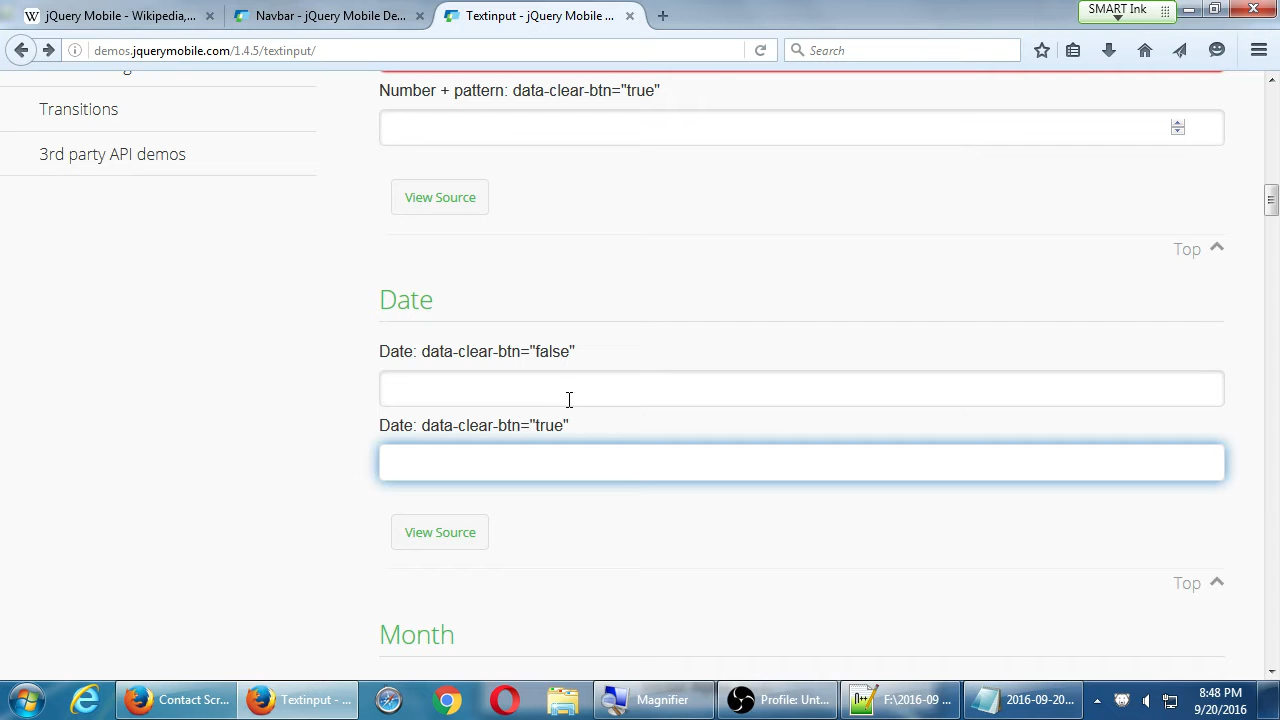 jQuery Mobile - Wikipedia,...
Navbar - jQuery Mobile De...
Textinput - jQuery Mobile ...
SMART Ink
demos.jquerymobile.com/1.4.5/textinput/
Search
Number + pattern: data-clear-btn="true"
Transitions
3rd party API demos
View Source
Top
Date
Date: data-clear-btn="false"
Date: data-clear-btn="true"
View Source
Top
Month
Contact Scr...
Textinput - ...
Magnifier
Profile: Unt...
F:\2016-09 ...
2016-09-20...
8:48 PM
9/20/2016